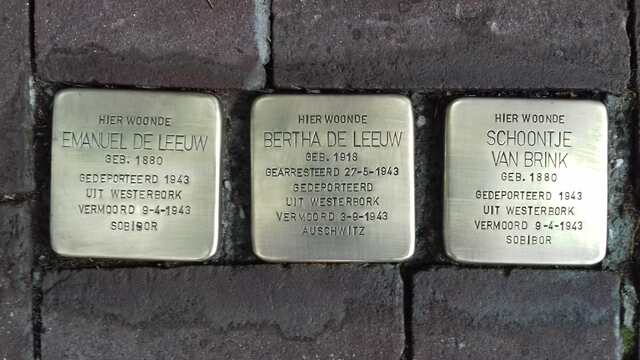 HIER WOONDE
EMANUEL DE LEEUW
GEB. 1880
GEDEPORTEERD 1943
UIT WESTERBORK
VERMOORD 9-4-1943
SOBIBOR
HIER WOONDE
BERTHA DE LEEUW
GEB. 1918
GEARRESTEERD 27-5-1943
GEDEPORTEERD
UIT WESTERBORK
VERMOORD 3-9-1943
AUSCHWITZ
HIER WOONDE
SCHOONTJE
VAN BRINK
GEB. 1880
GEDEPORTEERD 1943
UIT WESTERBORK
VERMOORD 9-4-1943
SOBIBOR